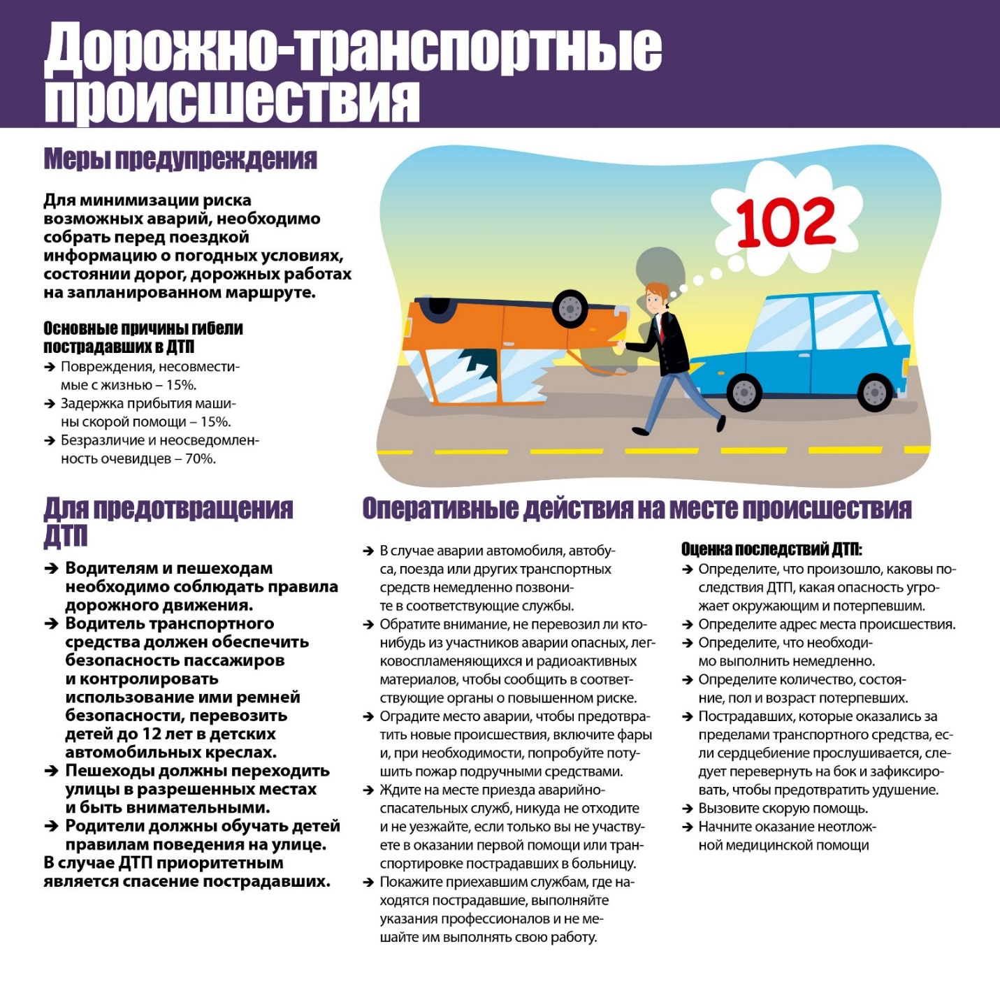 Дорожно-транспортные
происшествия
Меры предупреждения
Для минимизации риска
возможных аварий, необходимо
собрать перед поездкой
информацию о погодных условиях,
состоянии дорог, дорожных работах
на запланированном маршруте.
Основные причины гибели
пострадавших в ДТП
→ Повреждения, несовмести-
мые с жизнью – 15%.
→ Задержка прибытия маши-
ны скорой помощи – 15%.
→ Безразличие и неосведомлен-
ность очевидцев – 70%.
102
Для предотвращения
ДТП
→ Водителям и пешеходам
необходимо соблюдать правила
дорожного движения.
→ Водитель транспортного
средства должен обеспечить
безопасность пассажиров
и контролировать
использование ими ремней
безопасности, перевозить
детей до 12 лет в детских
автомобильных креслах.
→ Пешеходы должны переходить
улицы в разрешенных местах
и быть внимательными.
→ Родители должны обучать детей
правилам поведения на улице.
В случае ДТП приоритетным
является спасение пострадавших.
Оперативные действия на месте происшествия
→ В случае аварии автомобиля, автобу-
са, поезда или других транспортных
средств немедленно позвони-
те в соответствующие службы.
→ Обратите внимание, не перевозил ли кто-
нибудь из участников аварии опасных, лег-
ковоспламеняющихся и радиоактивных
материалов, чтобы сообщить в соответ-
ствующие органы о повышенном риске.
→ Оградите место аварии, чтобы предотвра-
тить новые происшествия, включите фары
и, при необходимости, попробуйте поту-
шить пожар подручными средствами.
→ Ждите на месте приезда аварийно-
спасательных служб, никуда не отходите
и не уезжайте, если только вы не участву-
ете в оказании первой помощи или тран-
спортировке пострадавших в больницу.
→ Покажите приехавшим службам, где на-
ходятся пострадавшие, выполняйте
указания профессионалов и не ме-
шайте им выполнять свою работу.
Оценка последствий ДТП:
→ Определите, что произошло, каковы по-
следствия ДТП, какая опасность угро-
жает окружающим и потерпевшим.
→ Определите адрес места происшествия.
→ Определите, что необходи-
мо выполнить немедленно.
→ Определите количество, состоя-
ние, пол и возраст потерпевших.
→ Пострадавших, которые оказались за
пределами транспортного средства, ес-
ли сердцебиение прослушивается, сле-
дует перевернуть на бок и зафиксиро-
вать, чтобы предотвратить удушение.
→ Вызовите скорую помощь.
→ Начните оказание неотлож-
ной медицинской помощи